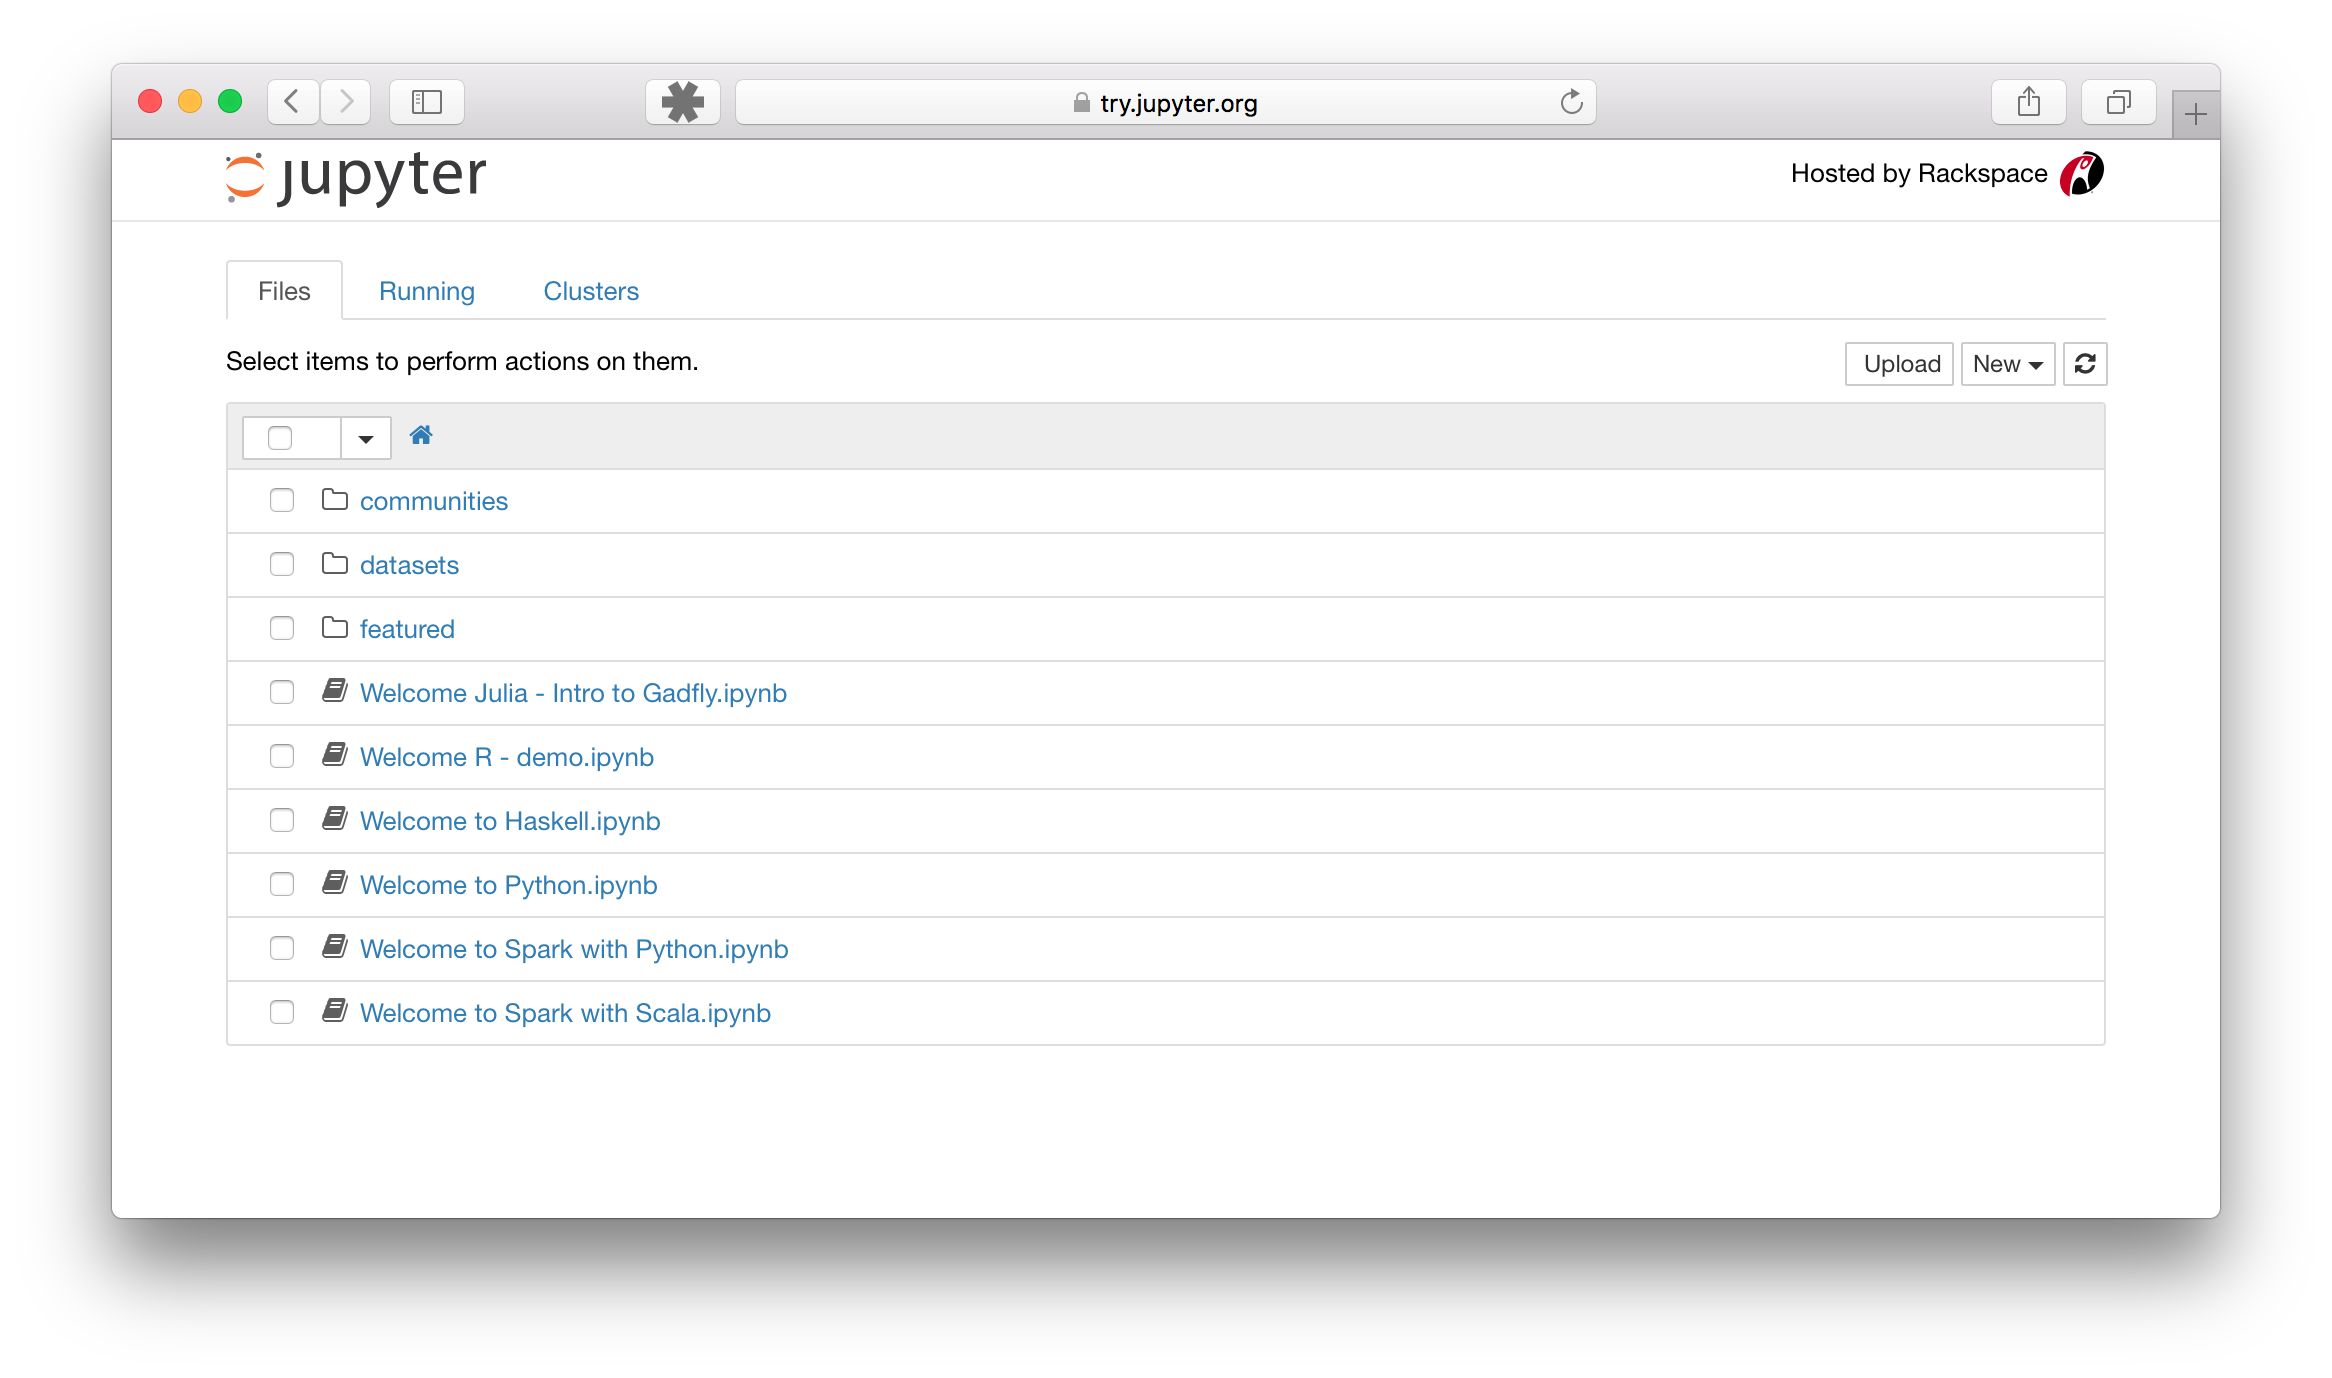 try.jupyter.org
jupyter
Hosted by Rackspace
Files Running Clusters
Select items to perform actions on them.
Upload New
communities
datasets
featured
Welcome Julia - Intro to Gadfly.ipynb
Welcome R - demo.ipynb
Welcome to Haskell.ipynb
Welcome to Python.ipynb
Welcome to Spark with Python.ipynb
Welcome to Spark with Scala.ipynb